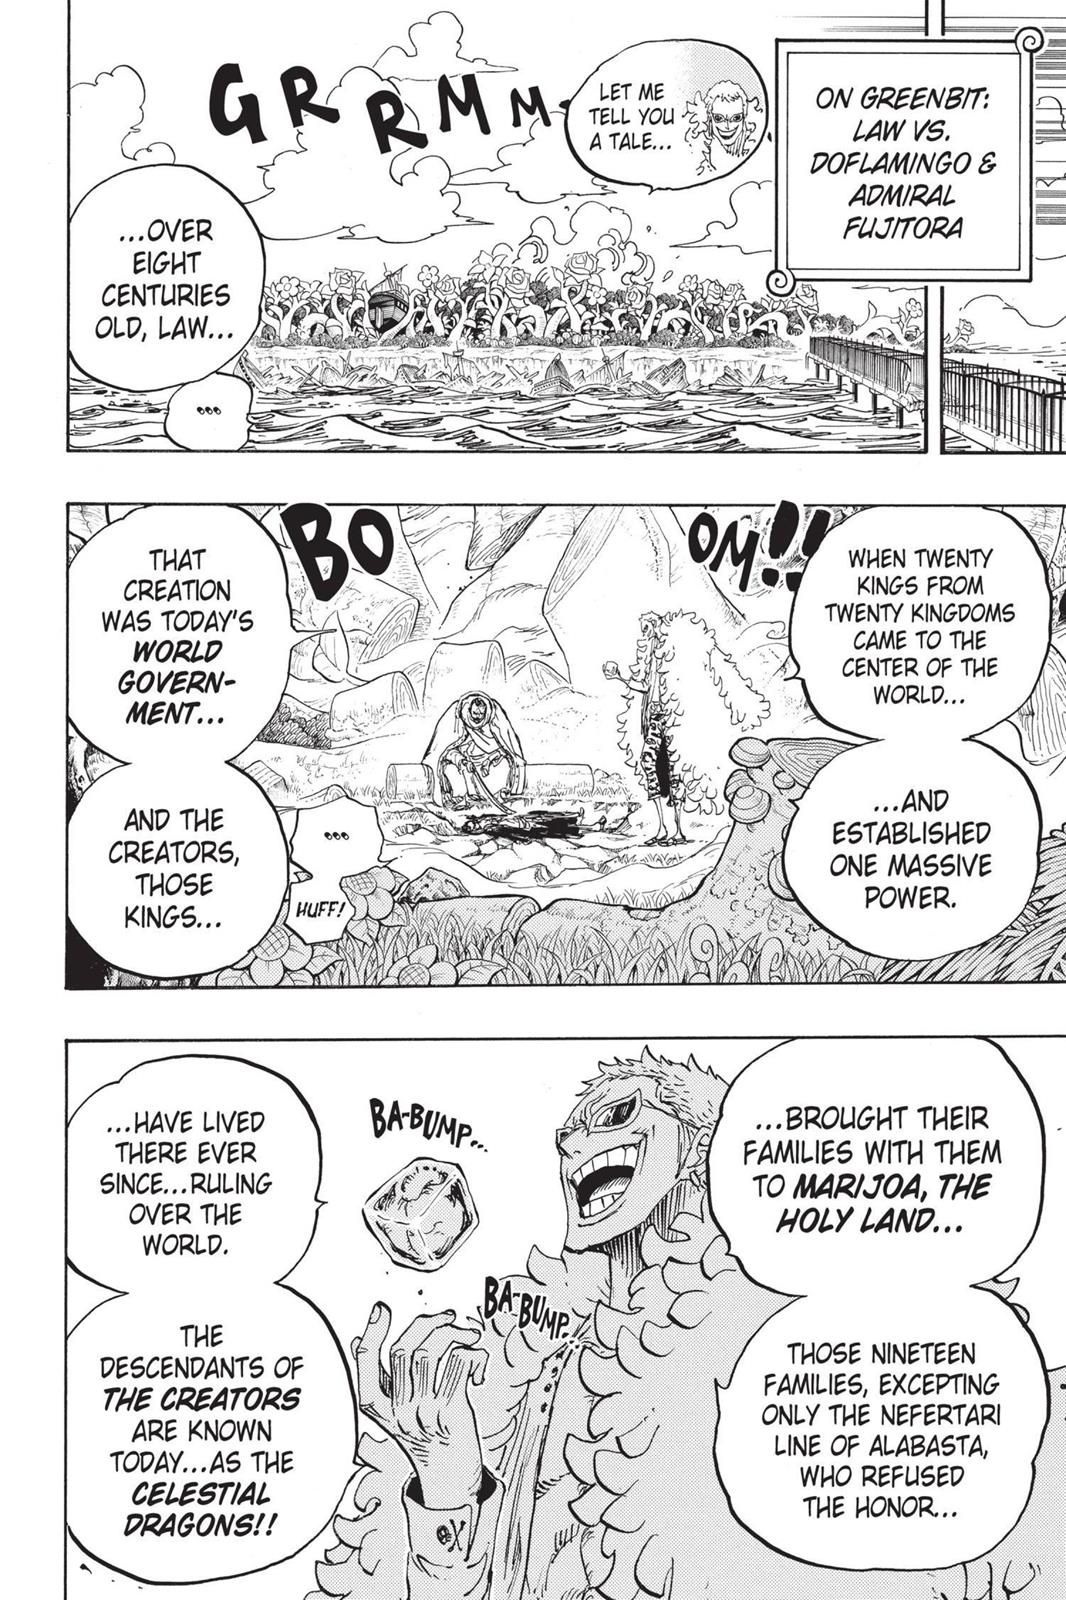 ON GREENBIT:
LAW VS.
DOFLAMINGO &
ADMIRAL
FUJITORA
LET ME
TELL YOU
A TALE...
GRRMM
...OVER
EIGHT
CENTURIES
OLD, LAW...
...
BOOM!!
WHEN TWENTY
KINGS FROM
TWENTY KINGDOMS
CAME TO THE
CENTER OF THE
WORLD...
...AND
ESTABLISHED
ONE MASSIVE
POWER.
THAT
CREATION
WAS TODAY'S
WORLD
GOVERN-
MENT...
AND THE
CREATORS,
THOSE
KINGS...
...
HUFF!
...BROUGHT THEIR
FAMILIES WITH THEM
TO MARIJOA, THE
HOLY LAND...
THOSE NINETEEN
FAMILIES, EXCEPTING
ONLY THE NEFERTARI
LINE OF ALABASTA,
WHO REFUSED
THE HONOR...
BA-BUMP...
BA-BUMP...
...HAVE LIVED
THERE EVER
SINCE...RULING
OVER THE
WORLD.
THE
DESCENDANTS OF
THE CREATORS
ARE KNOWN
TODAY...AS THE
CELESTIAL
DRAGONS!!